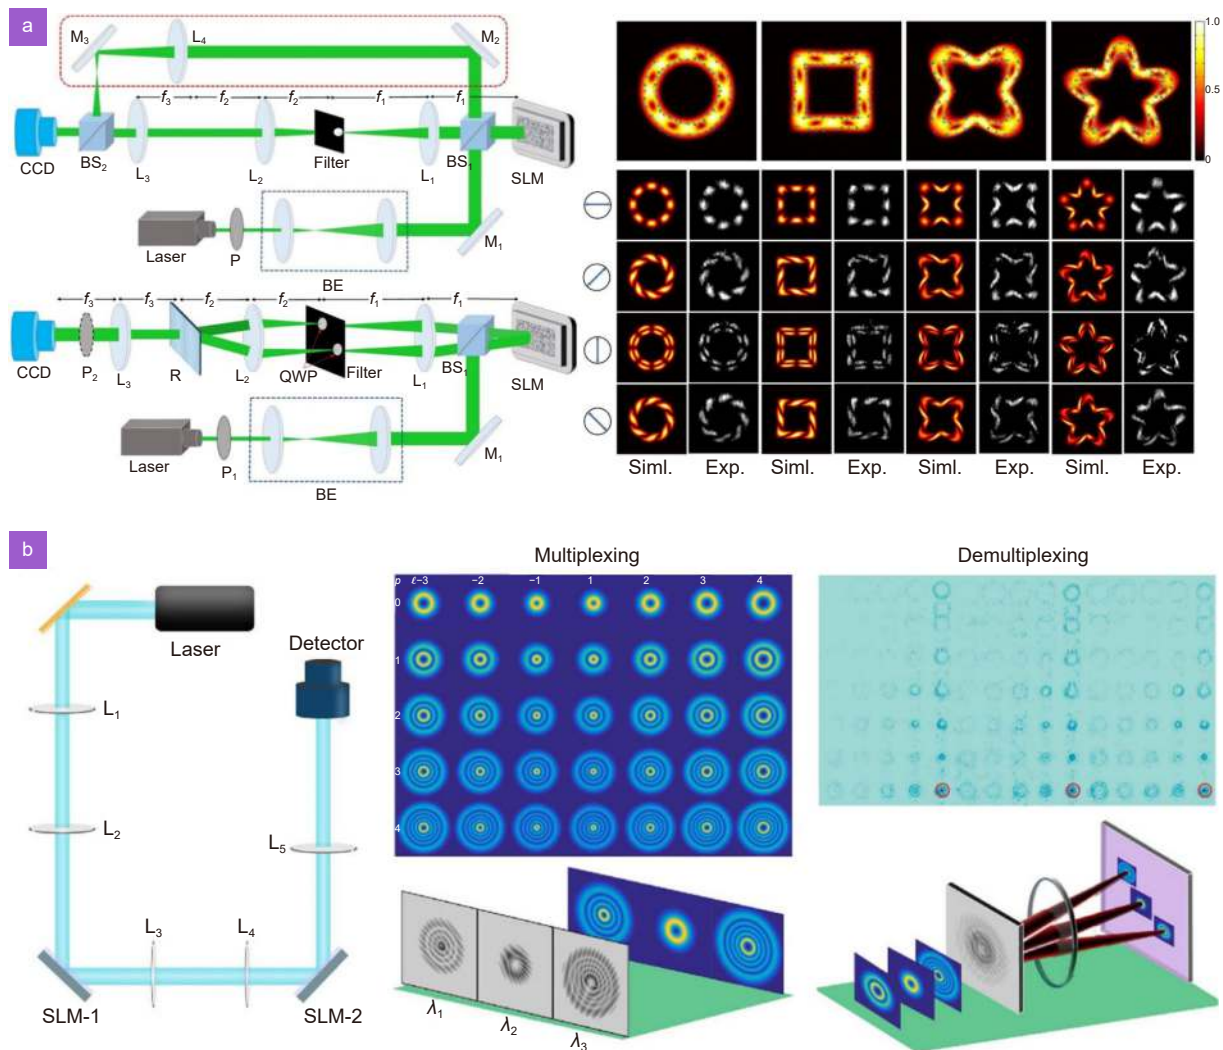 a
M₃
L₄
M₂
f₃
f₂
f₂
f₁
f₁
CCD
BS₂
L₃
L₂
Filter
L₁
BS₁
SLM
Laser
P
BE
M₁
f₃
f₃
f₂
f₂
f₁
f₁
CCD
P₂
L₃
R
L₂
QWP
Filter
L₁
BS₁
SLM
Laser
P₁
BE
M₁
1.0
0.5
0
Siml. Exp. Siml. Exp. Siml. Exp. Siml. Exp.
b
Laser
Detector
L₁
L₂
L₅
L₃
L₄
SLM-1
SLM-2
Multiplexing
p ℓ−3 −2 −1 1 2 3 4
0
1
2
3
4
λ₁
λ₂
λ₃
Demultiplexing